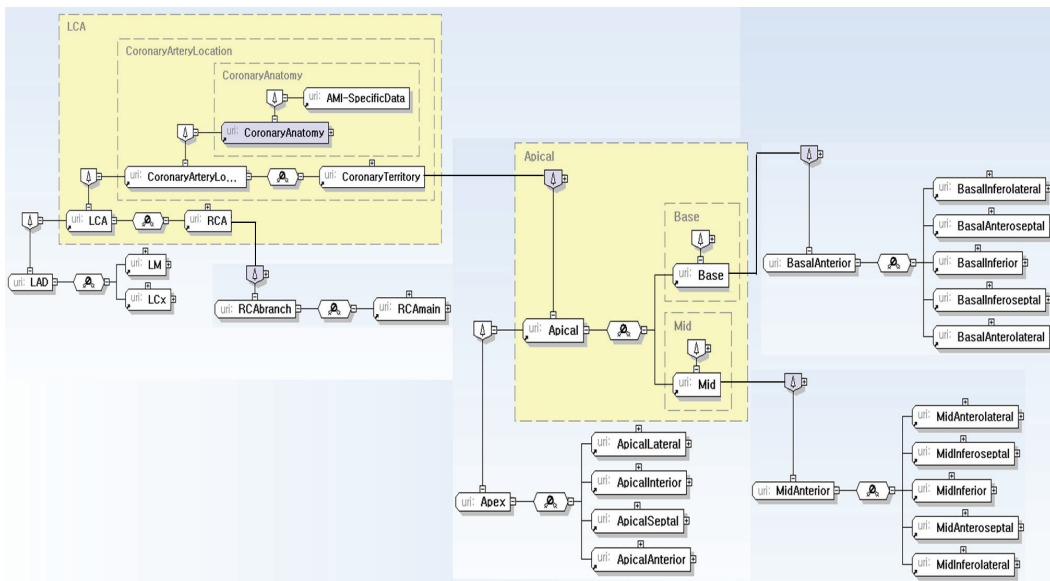 LCA
CoronaryArteryLocation
CoronaryAnatomy
uri: AMI-SpecificData
uri: CoronaryAnatomy
uri: CoronaryArteryLo...
uri: CoronaryTerritory
uri: LCA
uri: RCA
uri: LAD
uri: LM
uri: LCx
uri: RCAbranch
uri: RCAmain
Apical
Base
uri: Base
uri: Apical
Mid
uri: Mid
uri: Apex
uri: ApicalLateral
uri: ApicalInterior
uri: ApicalSeptal
uri: ApicalAnterior
uri: BasalAnterior
uri: BasalInferolateral
uri: BasalAnteroseptal
uri: BasalInferior
uri: BasalInferoseptal
uri: BasalAnterolateral
uri: MidAnterior
uri: MidAnterolateral
uri: MidInferoseptal
uri: MidInferior
uri: MidAnteroseptal
uri: MidInferolateral